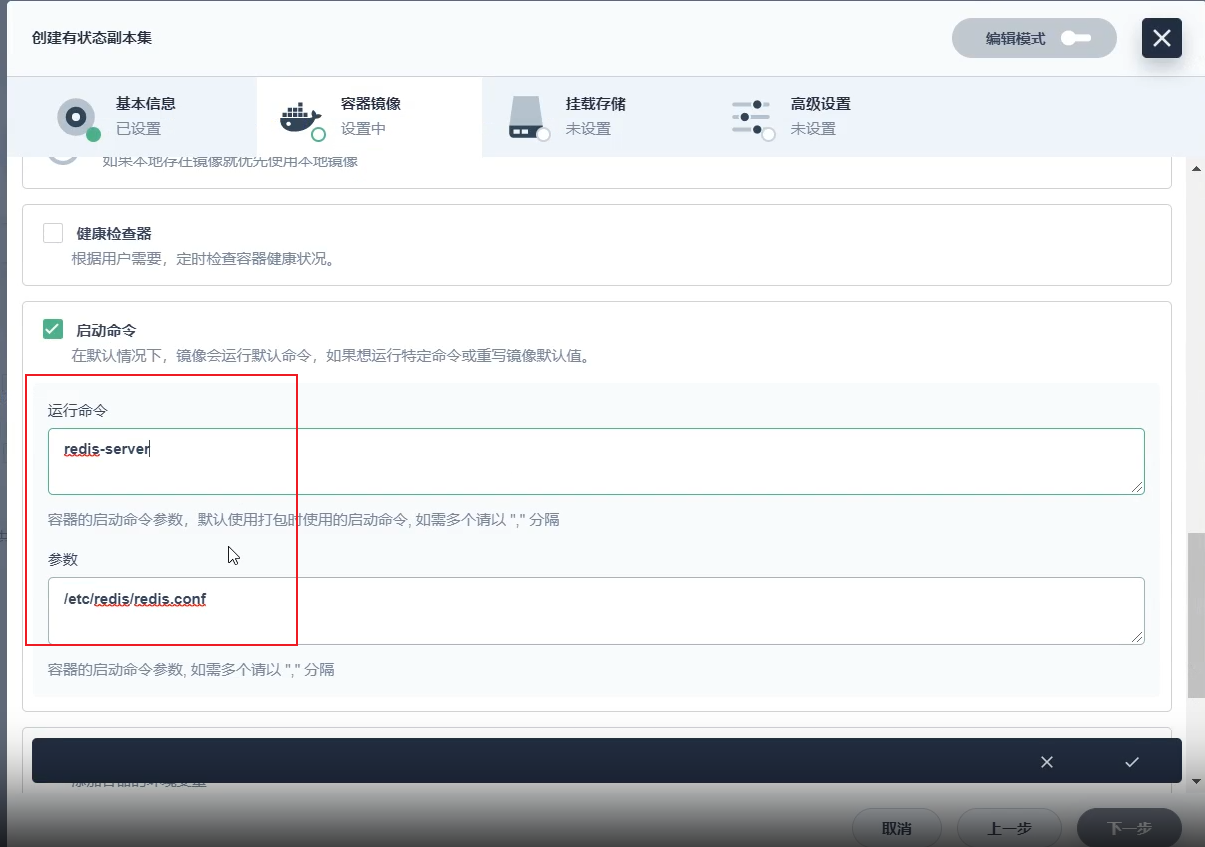 创建有状态副本集
编辑模式
基本信息
已设置
容器镜像
设置中
挂载存储
未设置
高级设置
未设置
如果本地存在镜像就优先使用本地镜像
健康检查器
根据用户需要，定时检查容器健康状况。
启动命令
在默认情况下，镜像会运行默认命令，如果想运行特定命令或重写镜像默认值。
运行命令
redis-server
容器的启动命令参数，默认使用打包时使用的启动命令, 如需多个请以 "," 分隔
参数
/etc/redis/redis.conf
容器的启动命令参数, 如需多个请以 "," 分隔
添加容器的环境变量
取消
上一步
下一步